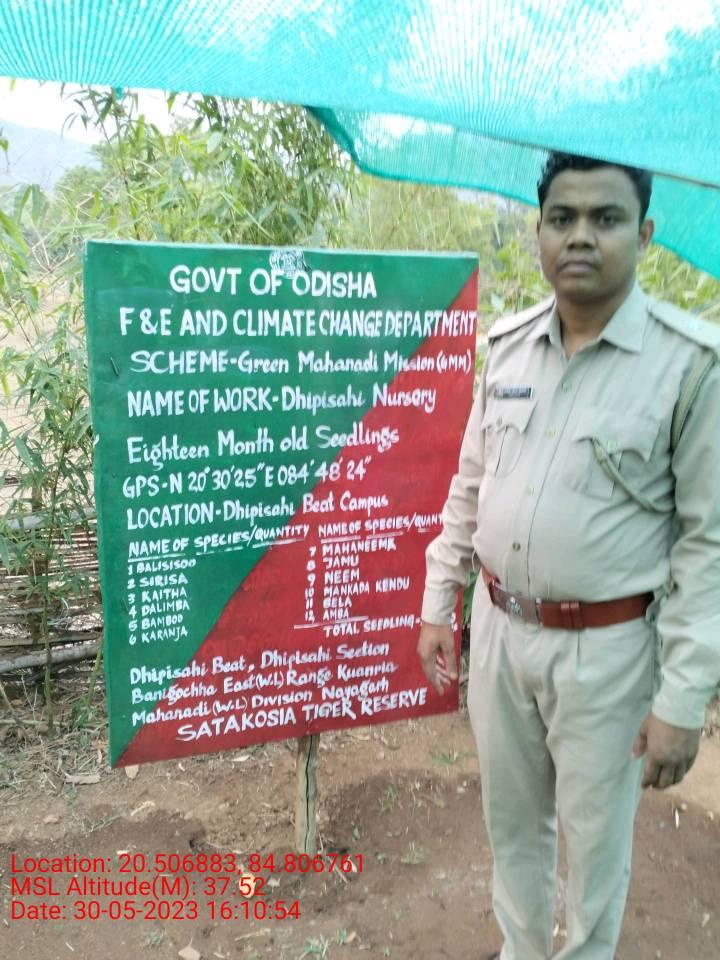 GOVT OF ODISHA
F & E AND CLIMATE CHANGE DEPARTMENT
SCHEME-Green Mahanadi Mission (GMM)
NAME OF WORK-Dhipisahi Nursery
Eighteen Month old Seedlings
GPS-N 20°30'25" E 084°48'24"
LOCATION-Dhipisahi Beat Campus
NAME OF SPECIES/QUANTITY
1 BALISISOO
2 SIRISA
3 KAITHA
4 DALIMBA
5 BAMBOO
6 KARANJA
NAME OF SPECIES/QUANT
7 MAHANEEMA
8 JAMU
9 NEEM
10 MANKADA KENDU
11 BELA
12 AMBA
TOTAL SEEDLING-
Dhipisahi Beat, Dhipisahi Section
Banigochha East (W.L) Range Kuanria
Mahanadi (W.L) Division Nayagarh
SATAKOSIA TIGER RESERVE
Location: 20.506883, 84.806761
MSL Altitude(M): 37.52
Date: 30-05-2023 16:10:54